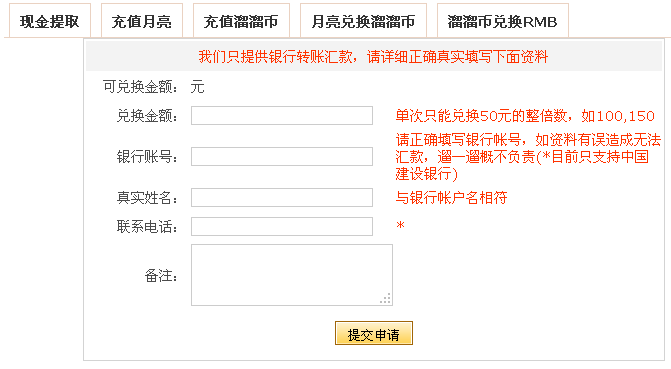 现金提取 充值月亮 充值溜溜币 月亮兑换溜溜币 溜溜币兑换RMB
我们只提供银行转账汇款，请详细正确真实填写下面资料
可兑换金额： 元
兑换金额： 单次只能兑换50元的整倍数，如100,150
请正确填写银行帐号，如资料有误造成无法
银行账号： 汇款，遛一遛概不负责(*目前只支持中国
建设银行)
真实姓名： 与银行帐户名相符
联系电话： *
备注：
提交申请